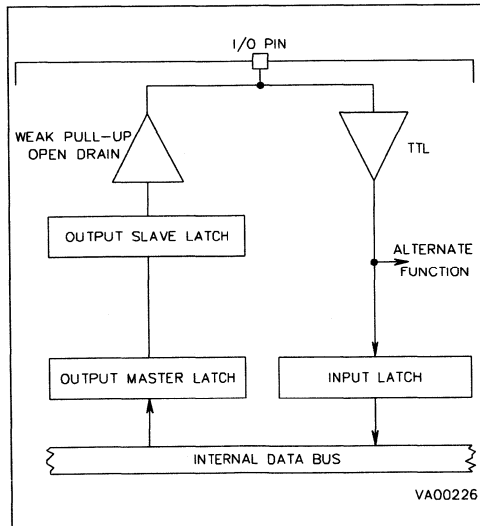 I/O PIN
WEAK PULL-UP
OPEN DRAIN
TTL
OUTPUT SLAVE LATCH
ALTERNATE
FUNCTION
OUTPUT MASTER LATCH
INPUT LATCH
INTERNAL DATA BUS
VA00226